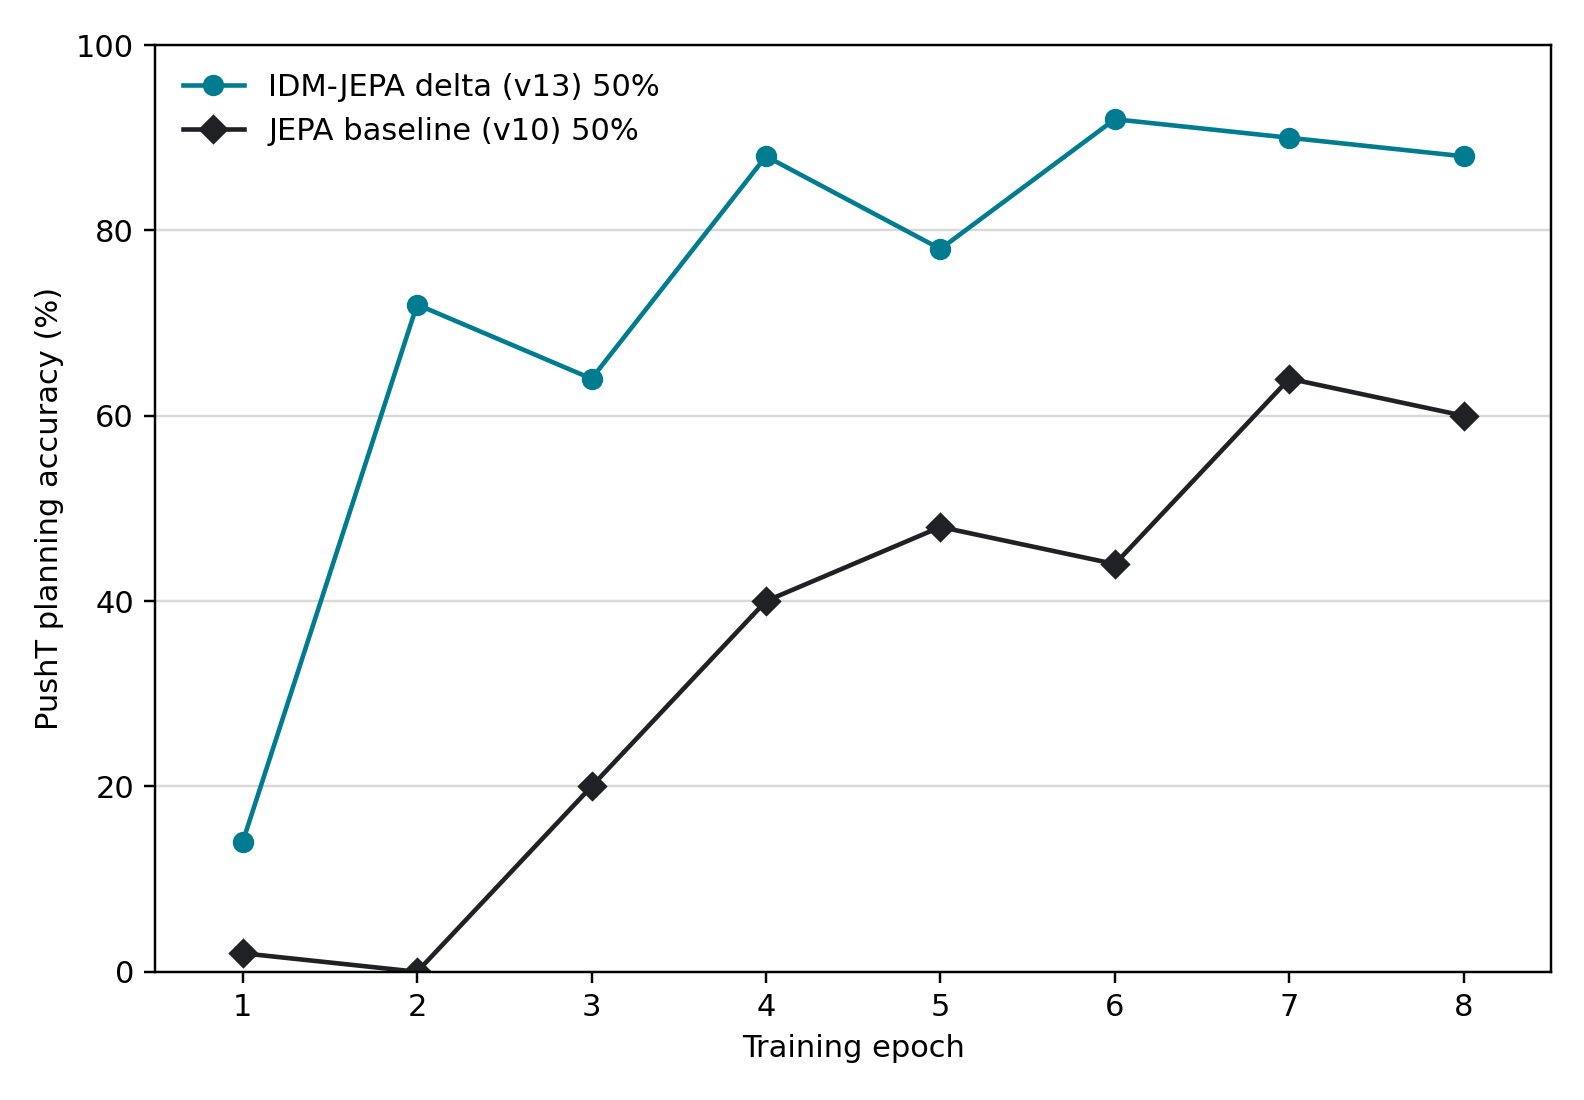 100
IDM-JEPA delta (v13) 50%
JEPA baseline (v10) 50%
80
60
40
20
0
PushT planning accuracy (%)
1 2 3 4 5 6 7 8
Training epoch